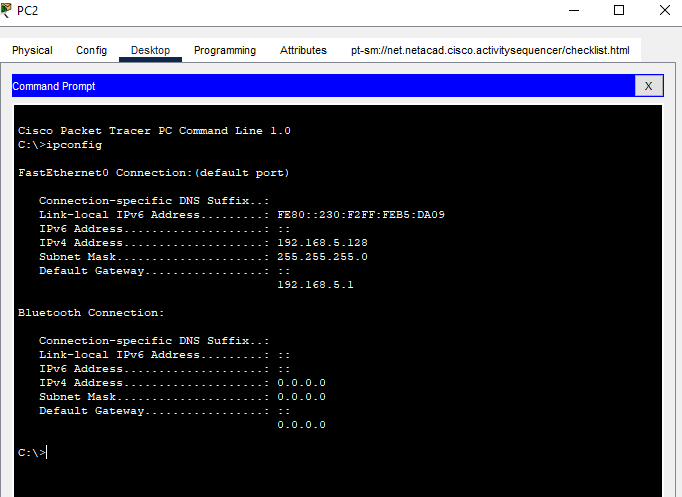 PC2
Physical Config Desktop Programming Attributes pt-sm://net.netacad.cisco.activitysequencer/checklist.html
Command Prompt X
Cisco Packet Tracer PC Command Line 1.0
C:\>ipconfig
FastEthernet0 Connection:(default port)
Connection-specific DNS Suffix..:
Link-local IPv6 Address.........: FE80::230:F2FF:FEB5:DA09
IPv6 Address....................: ::
IPv4 Address....................: 192.168.5.128
Subnet Mask.....................: 255.255.255.0
Default Gateway.................: ::
192.168.5.1
Bluetooth Connection:
Connection-specific DNS Suffix..:
Link-local IPv6 Address.........: ::
IPv6 Address....................: ::
IPv4 Address....................: 0.0.0.0
Subnet Mask.....................: 0.0.0.0
Default Gateway.................: ::
0.0.0.0
C:\>